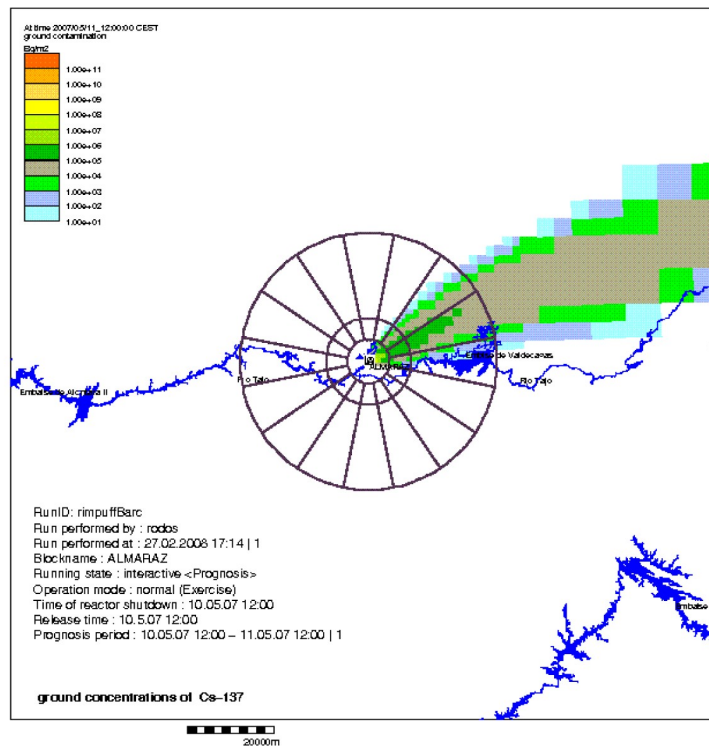 At time 2007/05/11_12:00:00 CEST
ground contamination
Bq/m2
1.00e+11
1.00e+10
1.00e+09
1.00e+08
1.00e+07
1.00e+06
1.00e+05
1.00e+04
1.00e+03
1.00e+02
1.00e+01
de Valdecañas
ALMARAZ
Rio Tajo
Rio Tajo
RunID: rimpuffBarc
Run performed by : rodos
Run performed at : 27.02.2008 17:14 | 1
Blockname : ALMARAZ
Running state : interactive <Prognosis>
Operation mode : normal (Exercise)
Time of reactor shutdown : 10.05.07 12:00
Release time : 10.5.07 12:00
Prognosis period : 10.05.07 12:00 – 11.05.07 12:00 | 1
ground concentrations of Cs–137
20000m